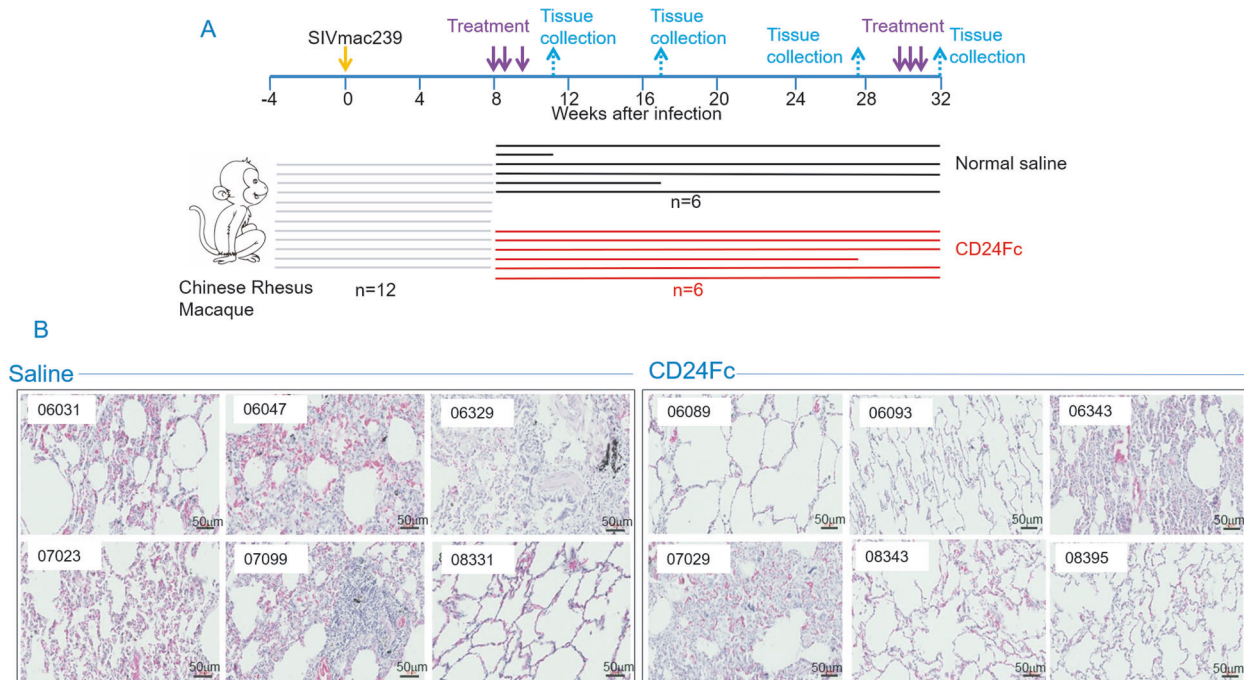 A
SIVmac239
Treatment
Tissue
collection
Tissue
collection
Tissue
collection
Treatment
Tissue
collection
-4 0 4 8 12 16 20 24 28 32
Weeks after infection
Normal saline
n=6
CD24Fc
n=6
Chinese Rhesus
Macaque
n=12
B
Saline
CD24Fc
06031 06047 06329 06089 06093 06343
50µm 50µm 50µm 50µm 50µm 50µm
07023 07099 08331 07029 08343 08395
50µm 50µm 50µm 50µm 50µm 50µm